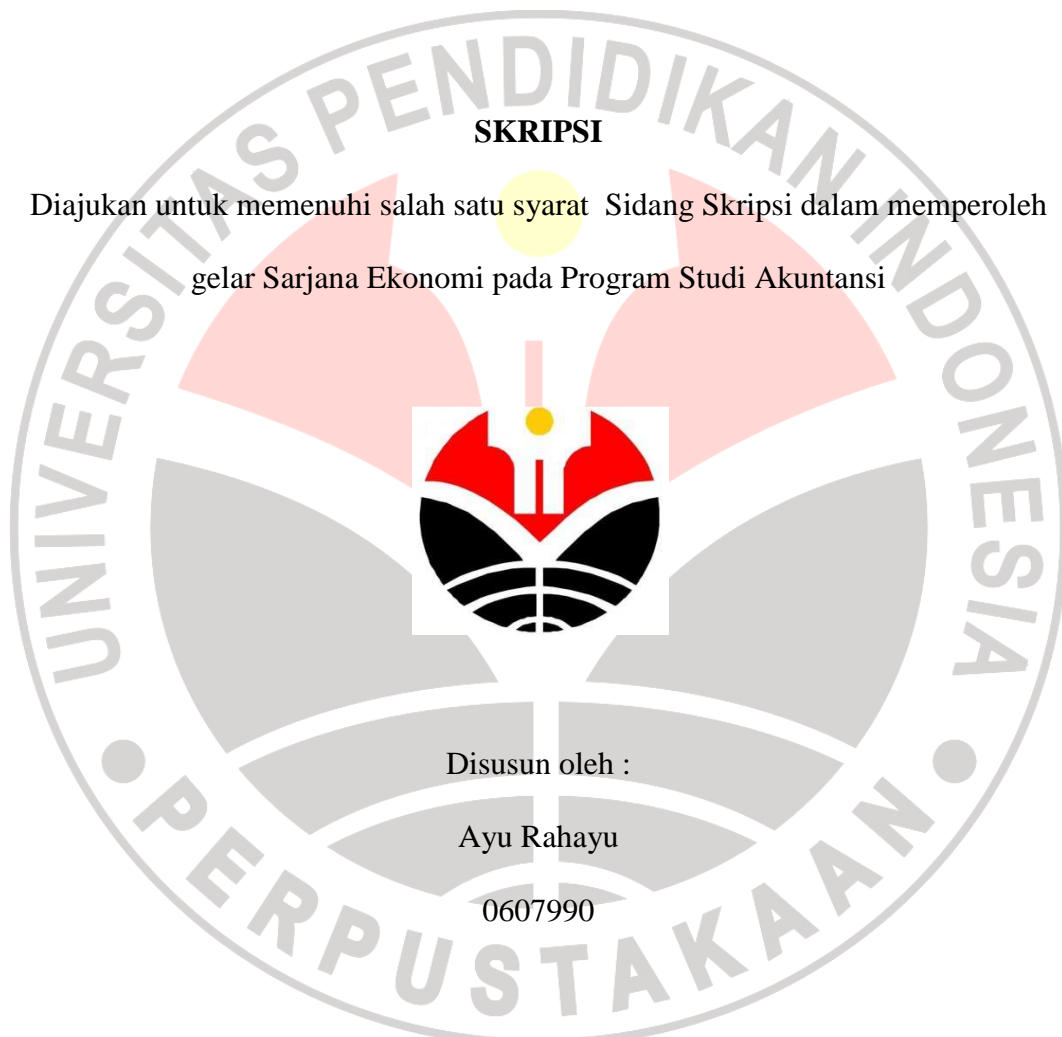 UNIVERSITAS PENDIDIKAN INDONESIA
SKRIPSI
Diajukan untuk memenuhi salah satu syarat Sidang Skripsi dalam memperoleh
gelar Sarjana Ekonomi pada Program Studi Akuntansi
Disusun oleh :
Ayu Rahayu
0607990
PERPUSTAKAAN